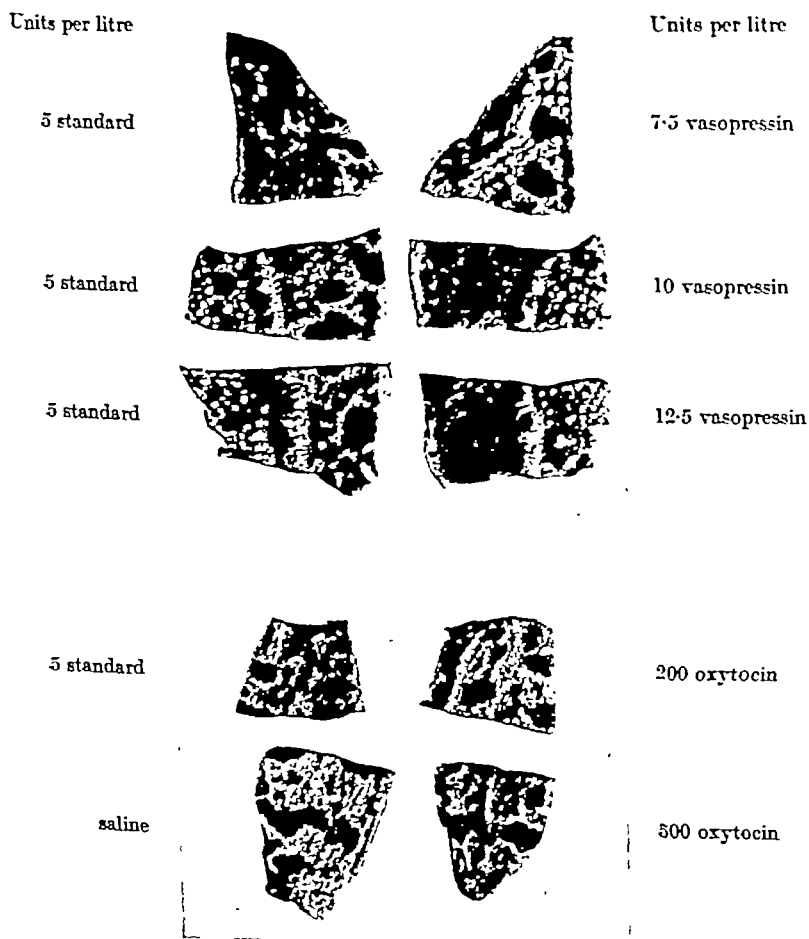 Units per litre
Units per litre
5 standard
7·5 vasopressin
5 standard
10 vasopressin
5 standard
12·5 vasopressin
5 standard
200 oxytocin
saline
500 oxytocin